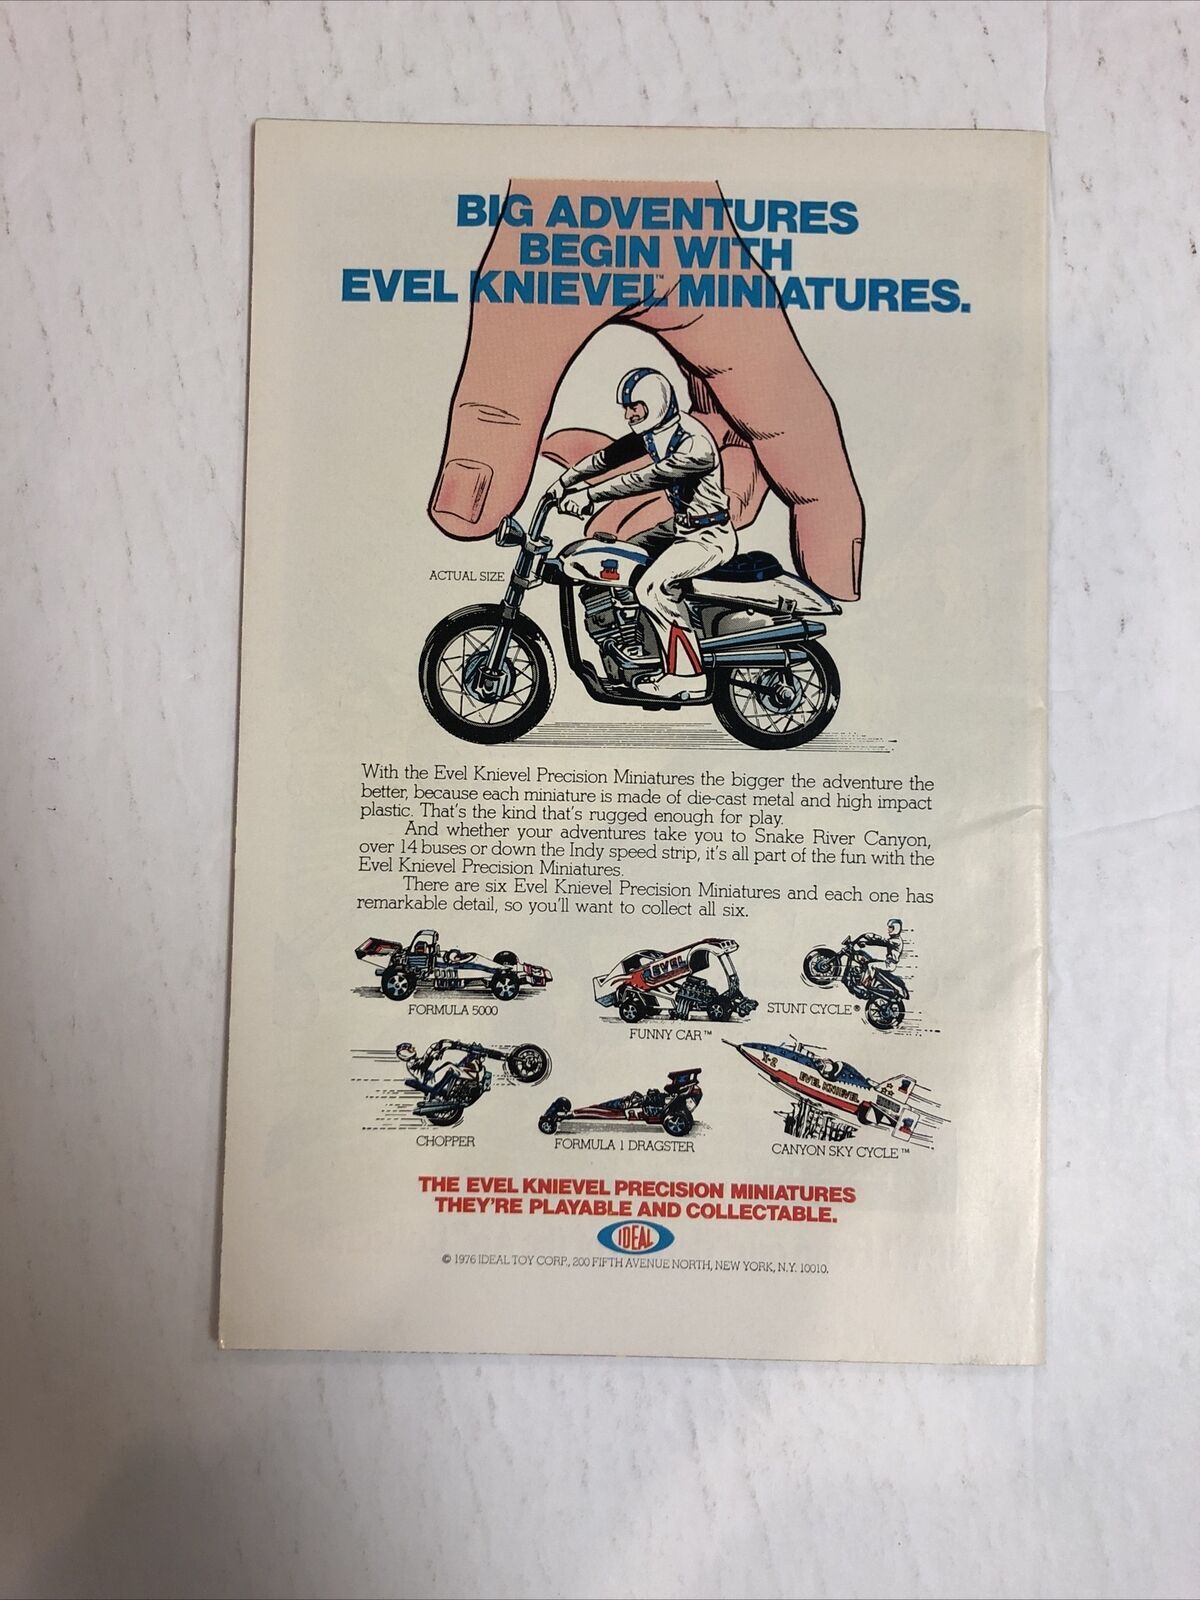 BIG ADVENTURES
BEGIN WITH
EVEL KNIEVEL™ MINIATURES.
ACTUAL SIZE
With the Evel Knievel Precision Miniatures the bigger the adventure the
better, because each miniature is made of die-cast metal and high impact
plastic. That's the kind that's rugged enough for play.
And whether your adventures take you to Snake River Canyon,
over 14 buses or down the Indy speed strip, it's all part of the fun with the
Evel Knievel Precision Miniatures.
There are six Evel Knievel Precision Miniatures and each one has
remarkable detail, so you'll want to collect all six.
FORMULA 5000
EVEL
FUNNY CAR™
STUNT CYCLE®
CHOPPER
FORMULA 1 DRAGSTER
X-2
EVEL KNIEVEL
CANYON SKY CYCLE™
THE EVEL KNIEVEL PRECISION MINIATURES
THEY'RE PLAYABLE AND COLLECTABLE.
IDEAL
© 1976 IDEAL TOY CORP., 200 FIFTH AVENUE NORTH, NEW YORK, N.Y. 10010.